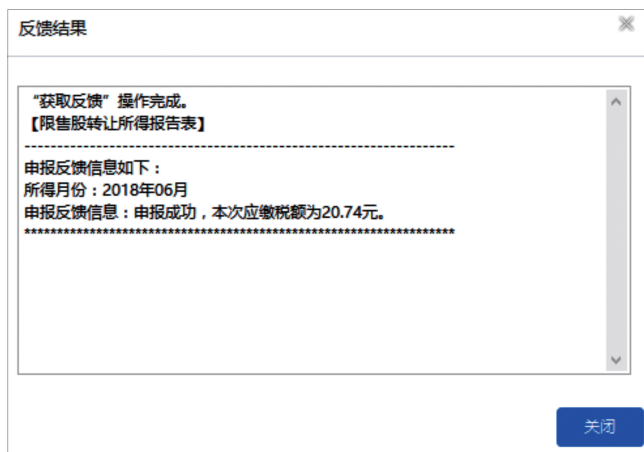 反馈结果
“获取反馈”操作完成。
【限售股转让所得报告表】
------------------------------------------------------------------
申报反馈信息如下：
所得月份：2018年06月
申报反馈信息：申报成功，本次应缴税额为20.74元。
******************************************************************
关闭